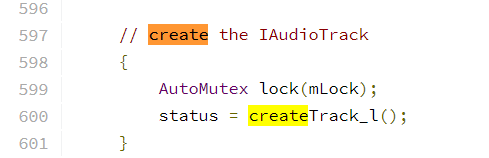 596
597 // create the IAudioTrack
598 {
599 AutoMutex lock(mLock);
600 status = createTrack_l();
601 }